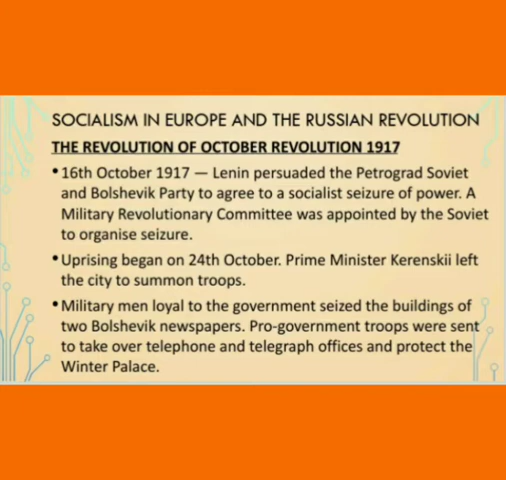 SOCIALISM IN EUROPE AND THE RUSSIAN REVOLUTION
THE REVOLUTION OF OCTOBER REVOLUTION 1917
•16th October 1917 — Lenin persuaded the Petrograd Soviet
and Bolshevik Party to agree to a socialist seizure of power. A
Military Revolutionary Committee was appointed by the Soviet
to organise seizure.
•Uprising began on 24th October. Prime Minister Kerenskii left
the city to summon troops.
•Military men loyal to the government seized the buildings of
two Bolshevik newspapers. Pro-government troops were sent
to take over telephone and telegraph offices and protect the
Winter Palace.